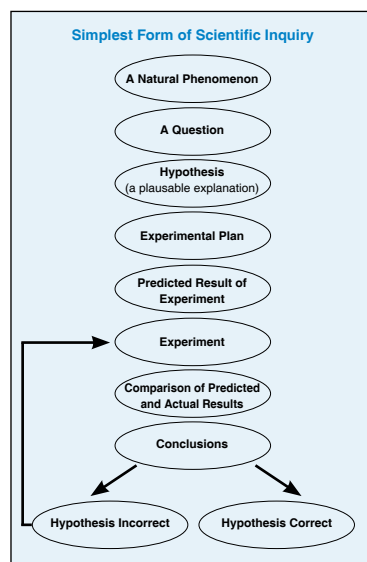 Simplest Form of Scientific Inquiry
A Natural Phenomenon
A Question
Hypothesis
(a plausable explanation)
Experimental Plan
Predicted Result of
Experiment
Experiment
Comparison of Predicted
and Actual Results
Conclusions
Hypothesis Incorrect
Hypothesis Correct